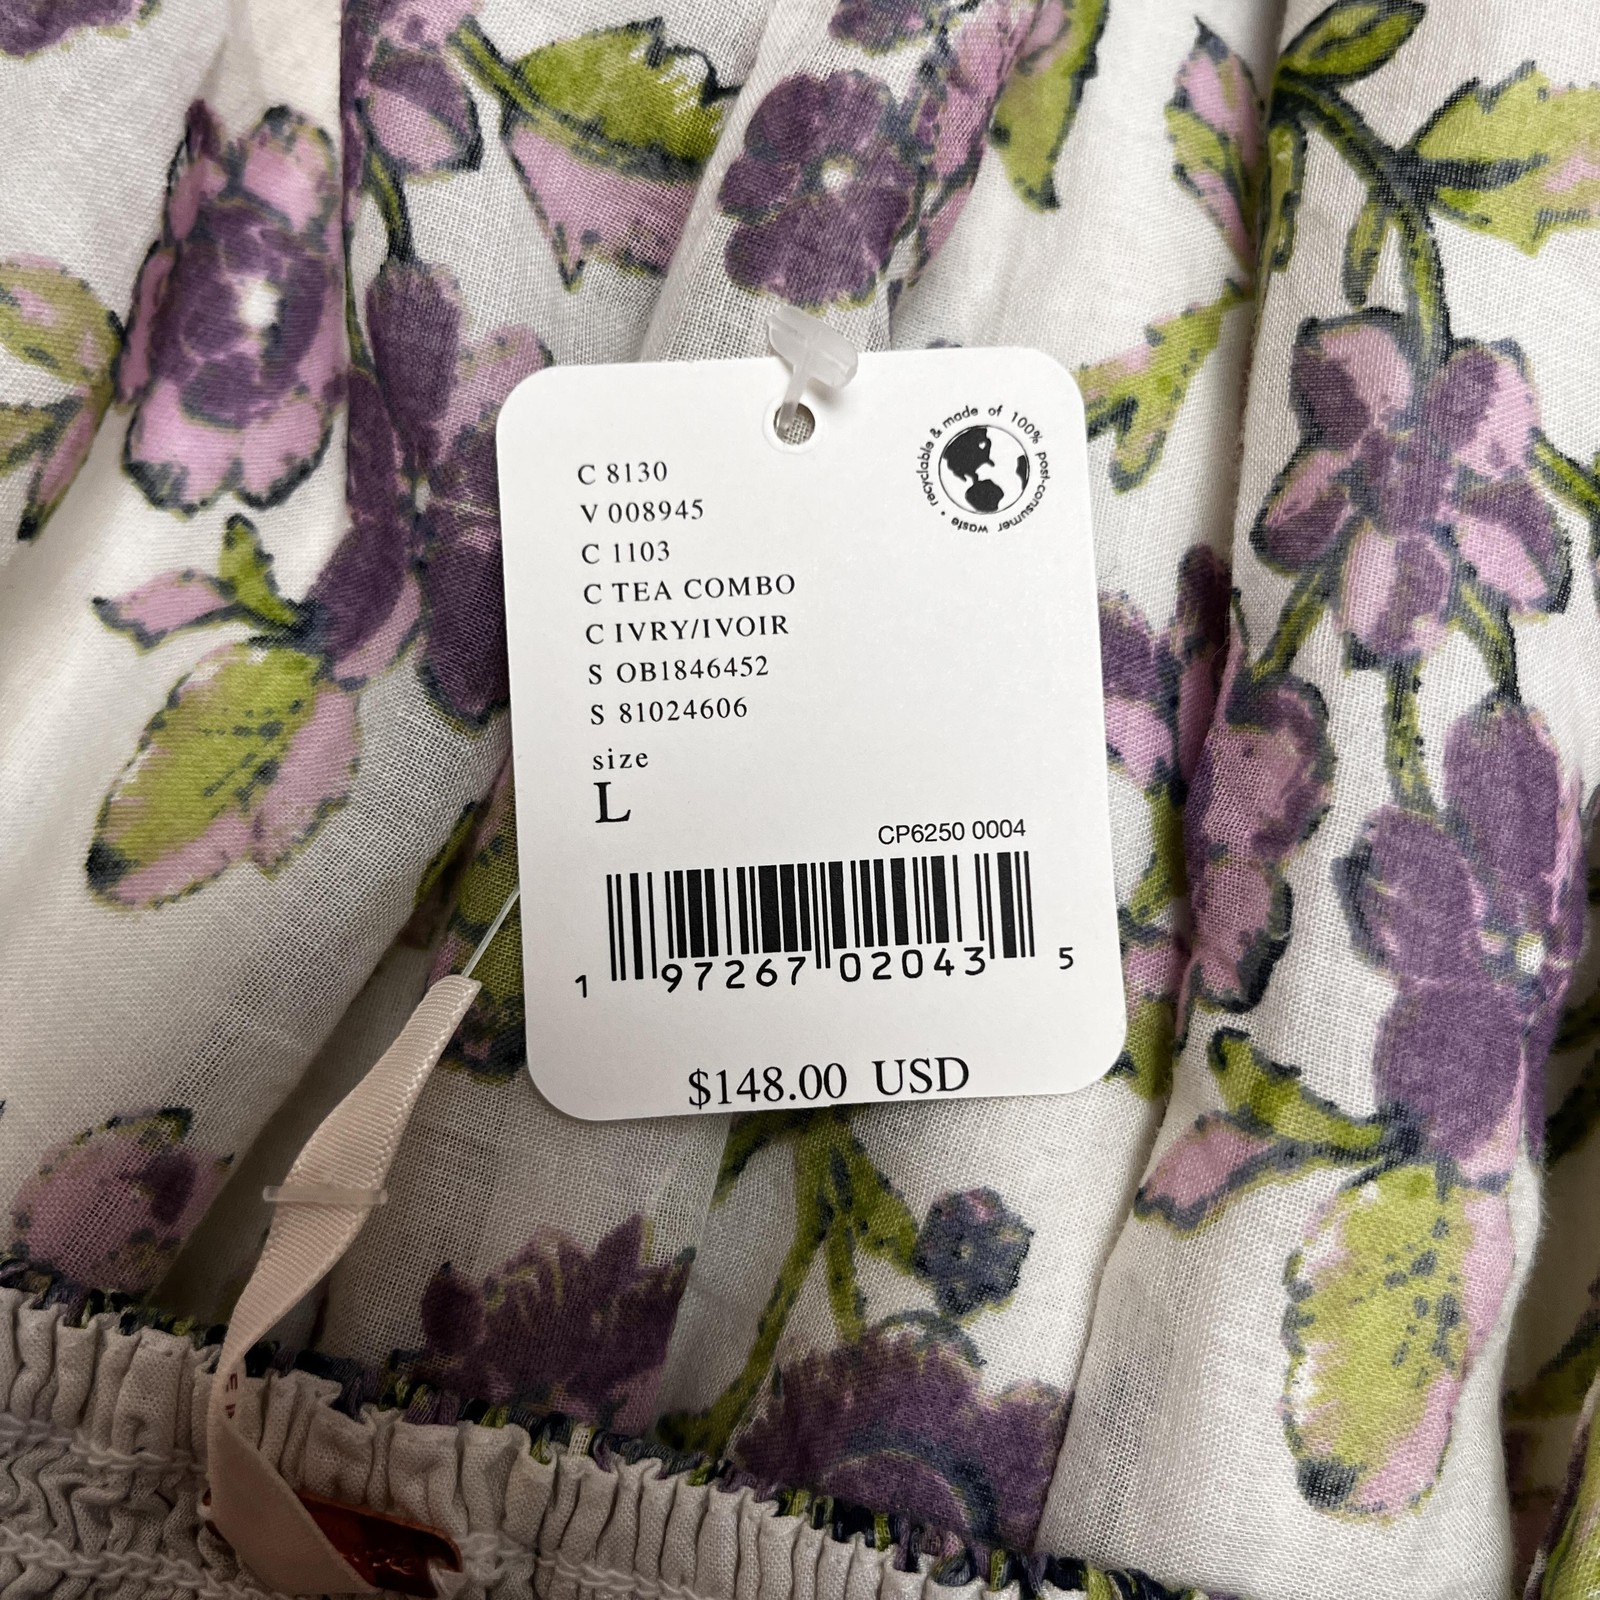 recyclable & made of 100% post-consumer waste •
C 8130
V 008945
C 1103
C TEA COMBO
C IVRY/IVOIR
S OB1846452
S 81024606
size
L
CP6250 0004
1 97267 02043 5
$148.00 USD